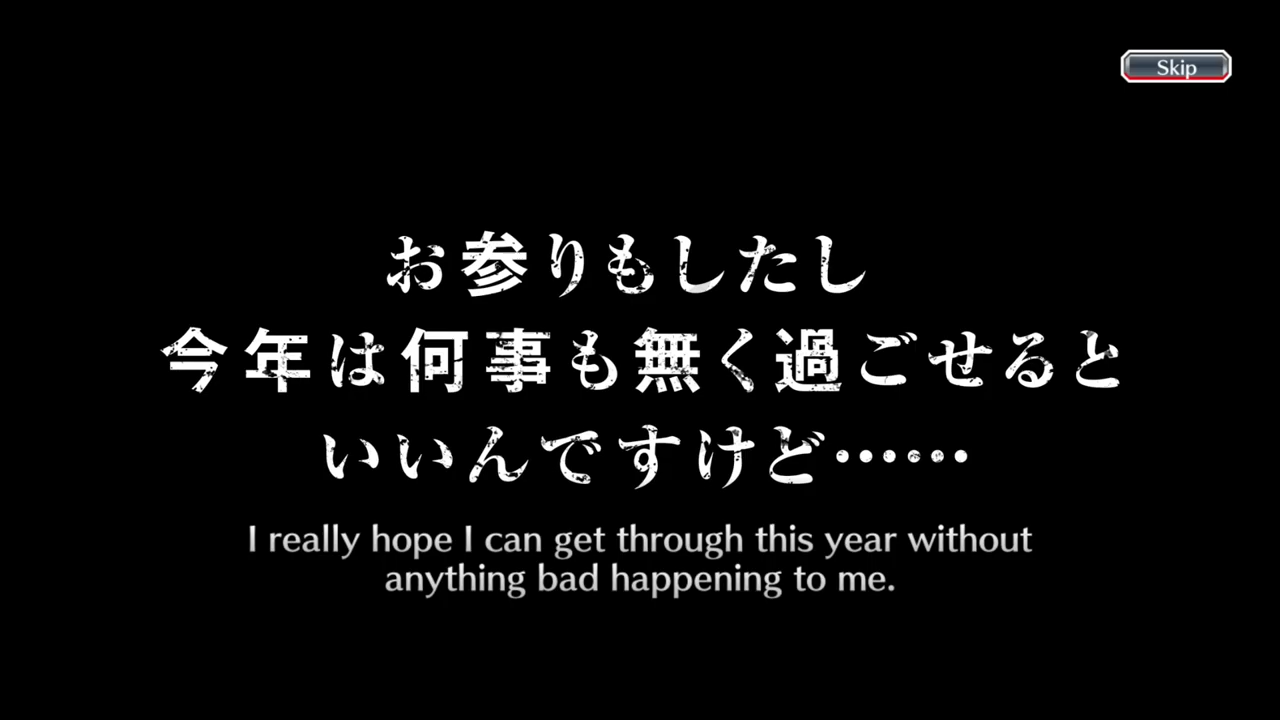 Skip
お参りもしたし
今年は何事も無く過ごせると
いいんですけど……
I really hope I can get through this year without
anything bad happening to me.